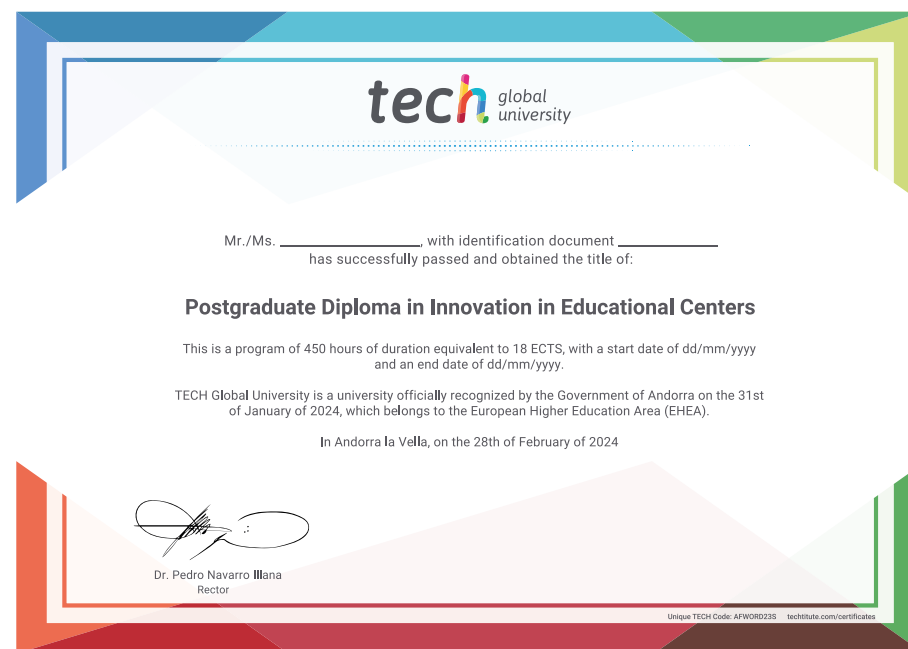 tech global university
Mr./Ms. ____________________, with identification document ______________
has successfully passed and obtained the title of:
Postgraduate Diploma in Innovation in Educational Centers
This is a program of 450 hours of duration equivalent to 18 ECTS, with a start date of dd/mm/yyyy
and an end date of dd/mm/yyyy.
TECH Global University is a university officially recognized by the Government of Andorra on the 31st
of January of 2024, which belongs to the European Higher Education Area (EHEA).
In Andorra la Vella, on the 28th of February of 2024
Dr. Pedro Navarro Illana
Rector
Unique TECH Code: AFWORD23S techtitute.com/certificates